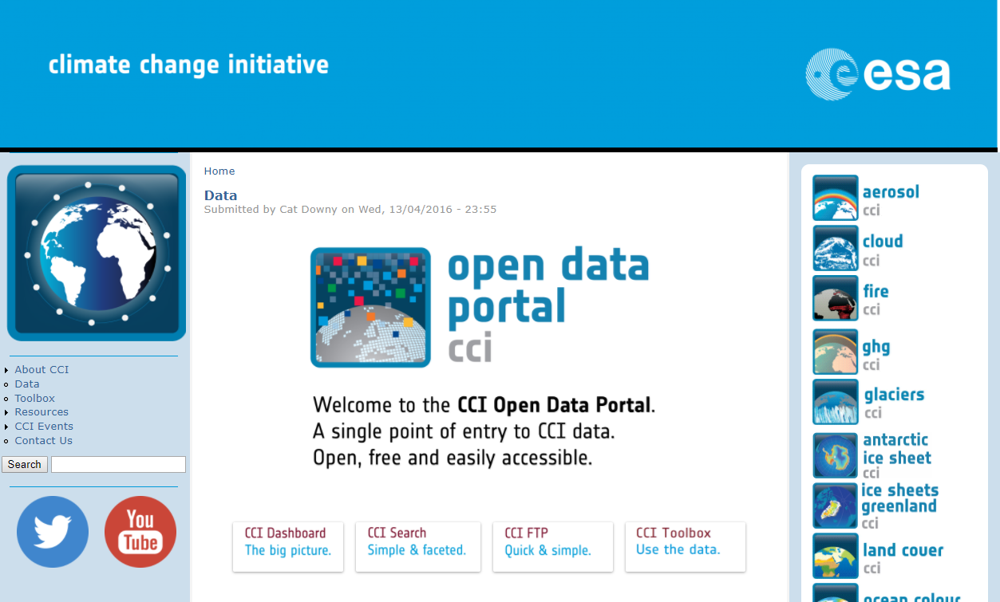 climate change initiative
esa
Home
Data
Submitted by Cat Downy on Wed, 13/04/2016 - 23:55
open data
portal
cci
Welcome to the CCI Open Data Portal.
A single point of entry to CCI data.
Open, free and easily accessible.
CCI Dashboard
The big picture.
CCI Search
Simple & faceted.
CCI FTP
Quick & simple.
CCI Toolbox
Use the data.
About CCI
Data
Toolbox
Resources
CCI Events
Contact Us
Search
You
Tube
aerosol
cci
cloud
cci
fire
cci
ghg
cci
glaciers
cci
antarctic
ice sheet
cci
ice sheets
greenland
cci
land cover
cci
ocean colour